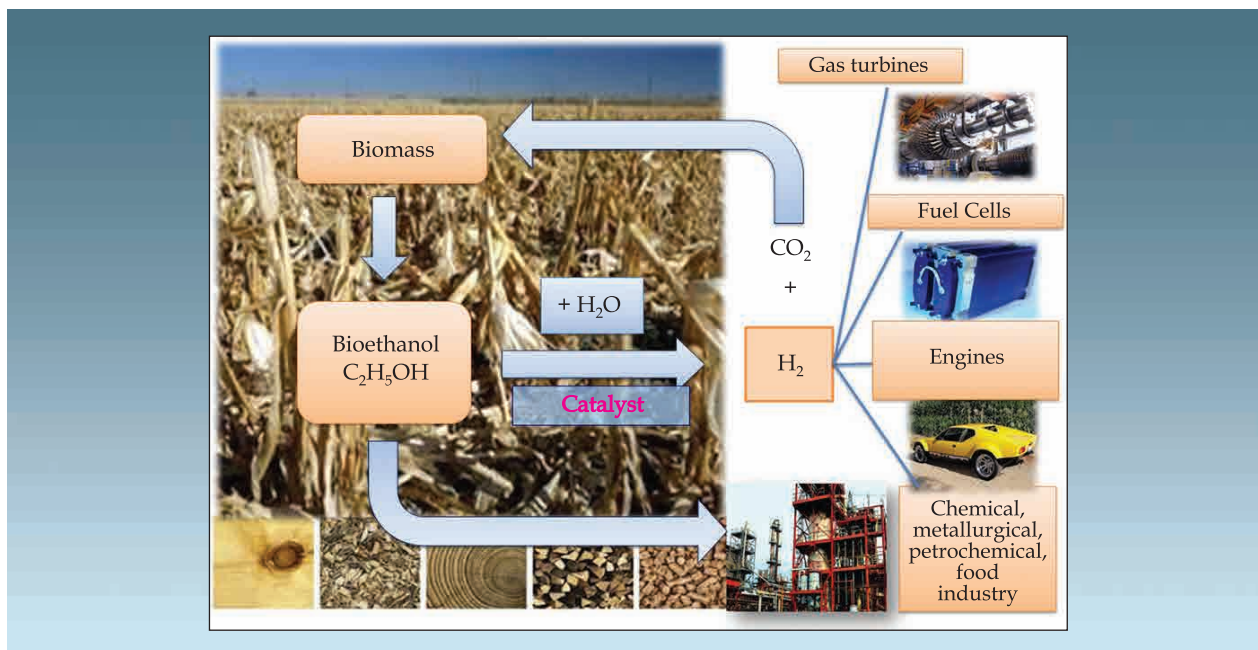 Gas turbines
Biomass
Fuel Cells
CO₂
+
+ H₂O
Bioethanol
C₂H₅OH
H₂
Engines
Catalyst
Chemical,
metallurgical,
petrochemical,
food
industry